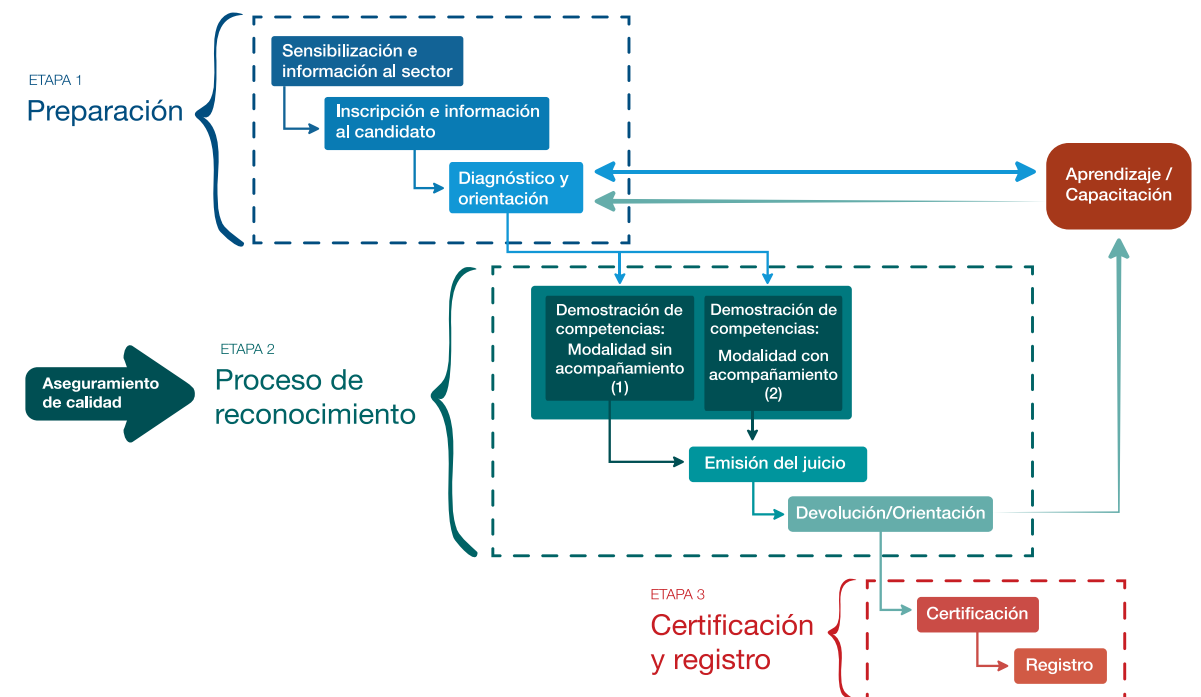 ETAPA 1
Preparación
Sensibilización e
información al sector
Inscripción e información
al candidato
Diagnóstico y
orientación
Aprendizaje /
Capacitación
Aseguramiento
de calidad
ETAPA 2
Proceso de
reconocimiento
Demostración de
competencias:
Modalidad sin
acompañamiento
(1)
Demostración de
competencias:
Modalidad con
acompañamiento
(2)
Emisión del juicio
Devolución/Orientación
ETAPA 3
Certificación
y registro
Certificación
Registro